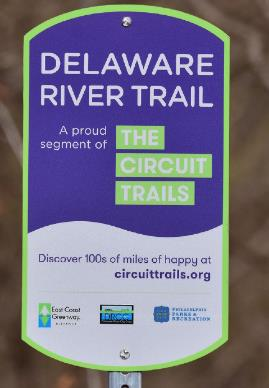 DELAWARE
RIVER TRAIL
A proud
segment of
THE
CIRCUIT
TRAILS
Discover 100s of miles of happy at
circuittrails.org
East Coast
Greenway
PHILADELPHIA
PARKS &
RECREATION